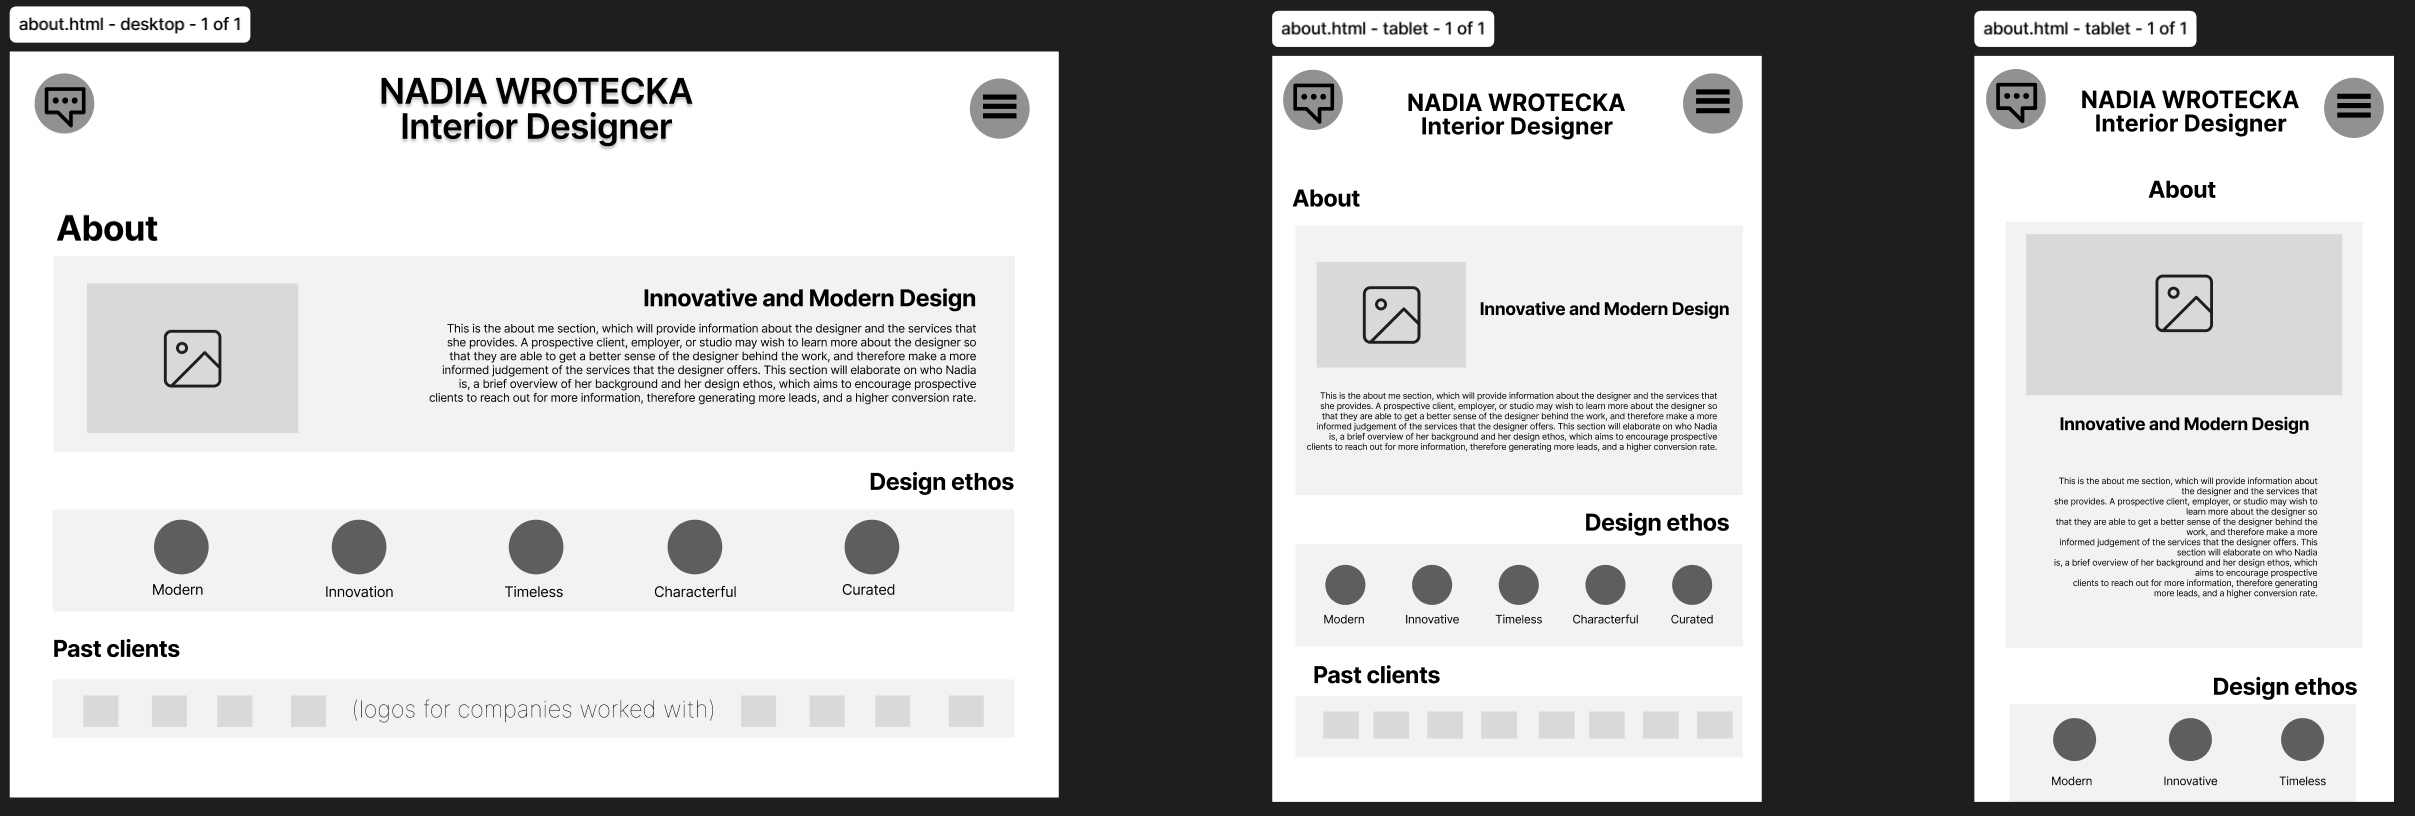 about.html - desktop - 1 of 1
NADIA WROTECKA
Interior Designer
About
Innovative and Modern Design
This is the about me section, which will provide information about the designer and the services that
she provides. A prospective client, employer, or studio may wish to learn more about the designer so
that they are able to get a better sense of the designer behind the work, and therefore make a more
informed judgement of the services that the designer offers. This section will elaborate on who Nadia
is, a brief overview of her background and her design ethos, which aims to encourage prospective
clients to reach out for more information, therefore generating more leads, and a higher conversion rate.
Design ethos
Modern
Innovation
Timeless
Characterful
Curated
Past clients
(logos for companies worked with)
about.html - tablet - 1 of 1
NADIA WROTECKA
Interior Designer
About
Innovative and Modern Design
This is the about me section, which will provide information about the designer and the services that
she provides. A prospective client, employer, or studio may wish to learn more about the designer so
that they are able to get a better sense of the designer behind the work, and therefore make a more
informed judgement of the services that the designer offers. This section will elaborate on who Nadia
is, a brief overview of her background and her design ethos, which aims to encourage prospective
clients to reach out for more information, therefore generating more leads, and a higher conversion rate.
Design ethos
Modern
Innovative
Timeless
Characterful
Curated
Past clients
about.html - tablet - 1 of 1
NADIA WROTECKA
Interior Designer
About
Innovative and Modern Design
This is the about me section, which will provide information about
the designer and the services that
she provides. A prospective client, employer, or studio may wish to
learn more about the designer so
that they are able to get a better sense of the designer behind the
work, and therefore make a more
informed judgement of the services that the designer offers. This
section will elaborate on who Nadia
is, a brief overview of her background and her design ethos, which
aims to encourage prospective
clients to reach out for more information, therefore generating
more leads, and a higher conversion rate.
Design ethos
Modern
Innovative
Timeless